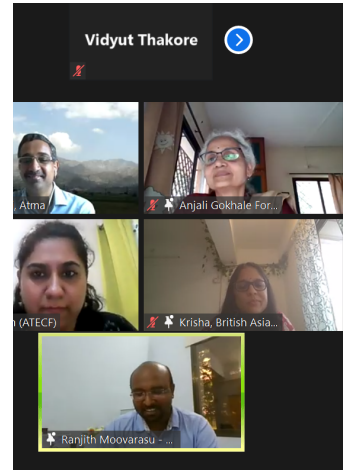 Vidyut Thakore
, Atma
Anjali Gokhale For...
(ATECF)
Krisha, British Asia...
Ranjith Moovarasu - ...